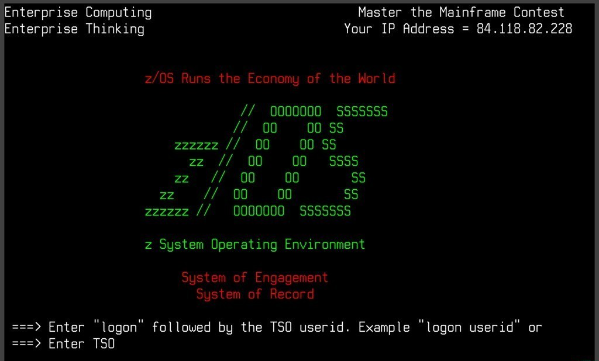 Enterprise Computing Master the Mainframe Contest
Enterprise Thinking Your IP Address = 84.118.82.228
z/OS Runs the Economy of the World
// OOOOOOO SSSSSSS
// OO OO SS
zzzzzz // OO OO SS
zz // OO OO SSSS
zz // OO OO SS
zz // OO OO SS
zzzzzz // OOOOOOO SSSSSSS
z System Operating Environment
System of Engagement
System of Record
===> Enter "logon" followed by the TSO userid. Example "logon userid" or
===> Enter TSO